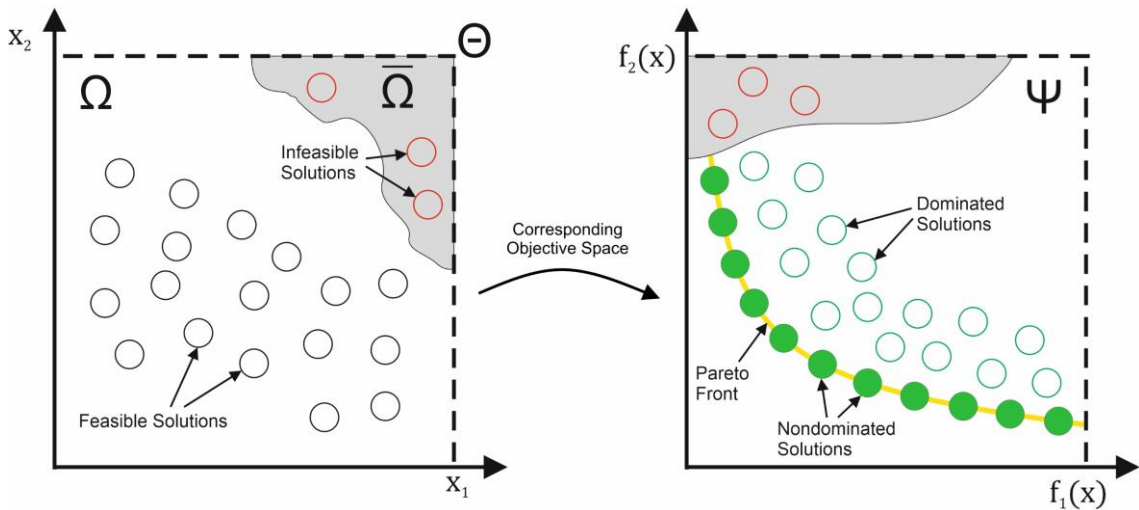 x₂
Θ
Ω
Ω̅
Infeasible
Solutions
Feasible Solutions
x₁
Corresponding
Objective Space
f₂(x)
Ψ
Dominated
Solutions
Pareto
Front
Nondominated
Solutions
f₁(x)